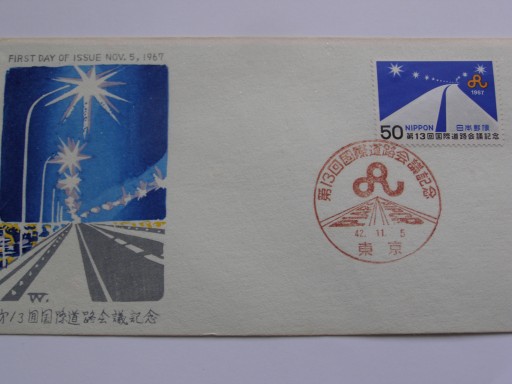 FIRST DAY OF ISSUE NOV. 5, 1967
W.
第13回国際道路会議記念
1967
50 NIPPON 日本郵便
第13回国際道路会議記念
第13回国際道路会議記念
42.11.5
東京